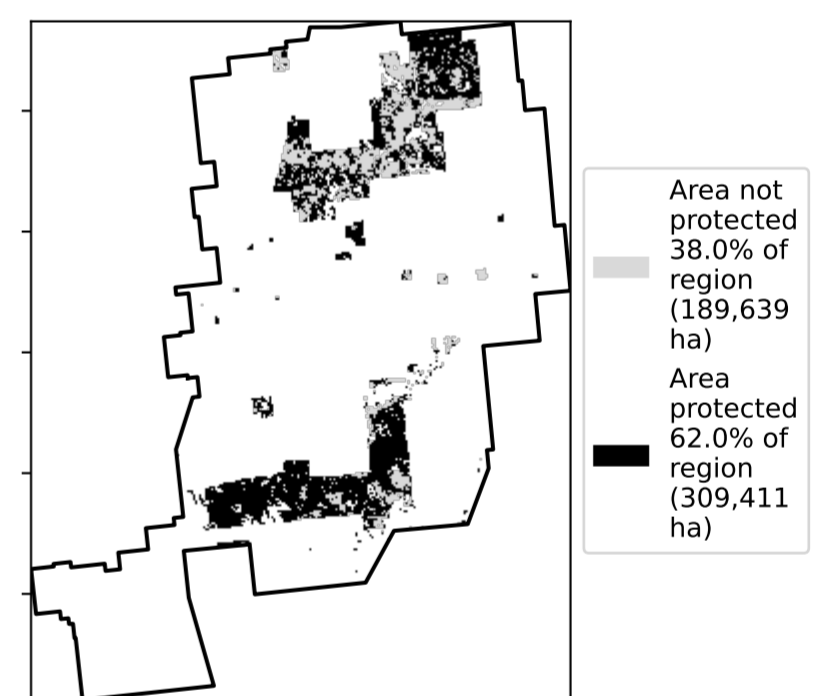 Area not
protected
38.0% of
region
(189,639
ha)
Area
protected
62.0% of
region
(309,411
ha)